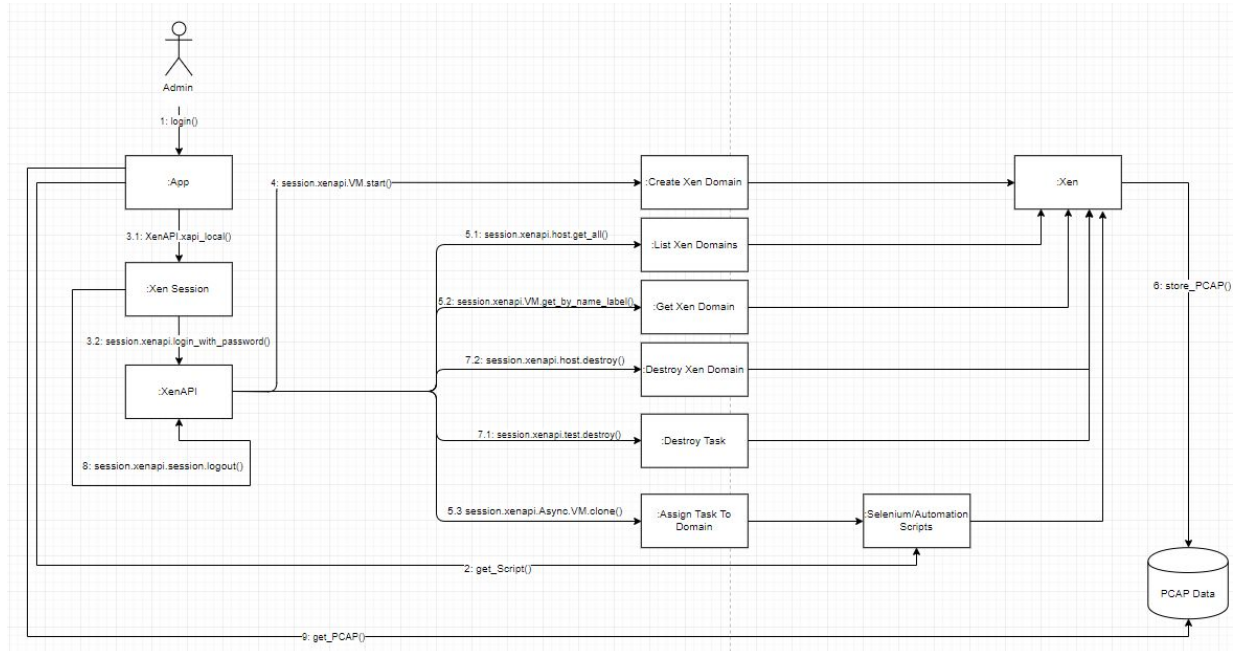 Admin
1: login()
:App
4: session.xenapi.VM.start()
:Create Xen Domain
:Xen
3.1: XenAPI.xapi_local()
5.1: session.xenapi.host.get_all()
:List Xen Domains
:Xen Session
5.2: session.xenapi.VM.get_by_name_label()
:Get Xen Domain
6: store_PCAP()
3.2: session.xenapi.login_with_password()
7.2: session.xenapi.host.destroy()
:Destroy Xen Domain
:XenAPI
7.1: session.xenapi.test.destroy()
:Destroy Task
8: session.xenapi.session.logout()
5.3 session.xenapi.Async.VM.clone()
:Assign Task To
Domain
:Selenium/Automation
Scripts
2: get_Script()
PCAP Data
9: get_PCAP()